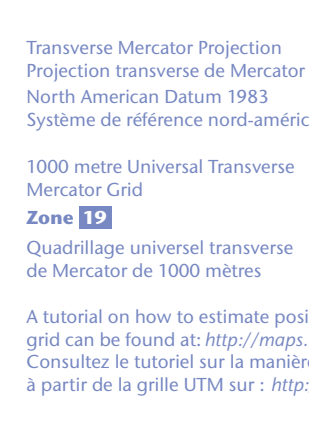 Transverse Mercator Projection
Projection transverse de Mercator
North American Datum 1983
Système de référence nord-améric
1000 metre Universal Transverse
Mercator Grid
Zone 19
Quadrillage universel transverse
de Mercator de 1000 mètres
A tutorial on how to estimate posi
grid can be found at: http://maps.
Consultez le tutoriel sur la manière
à partir de la grille UTM sur : http: